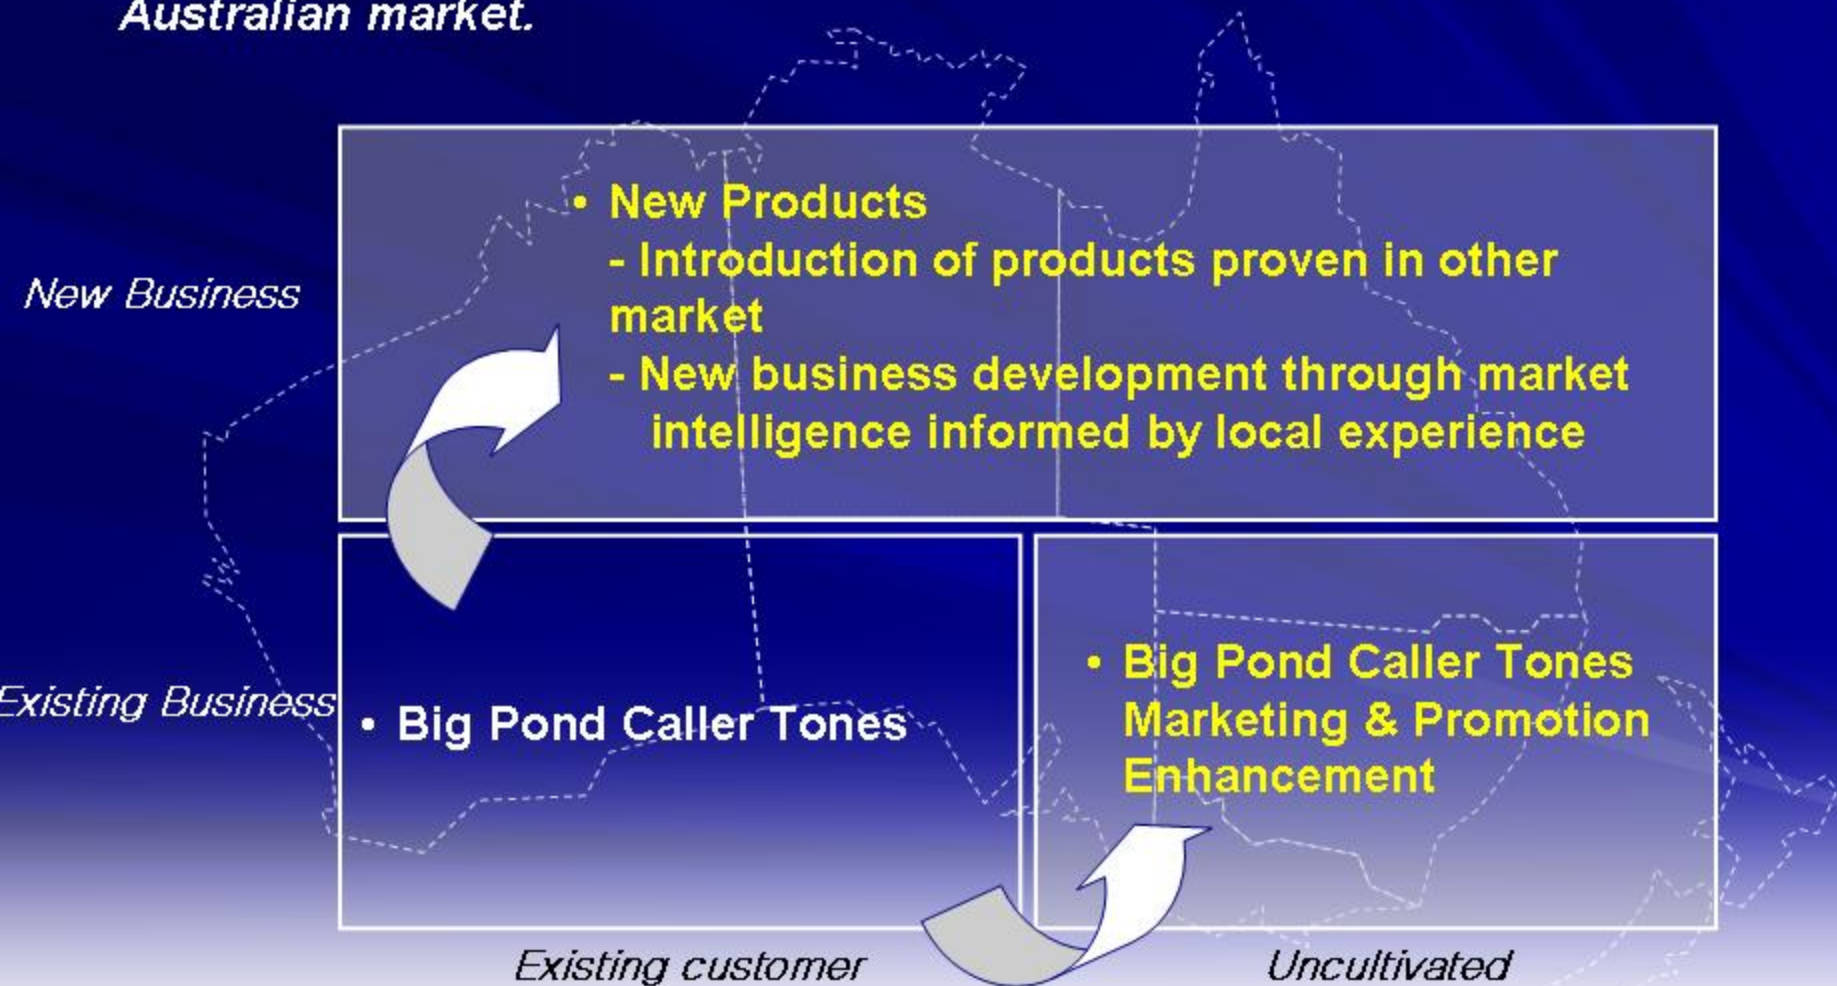 Australian market.
• New Products
- Introduction of products proven in other
market
- New business development through market
intelligence informed by local experience
New Business
Existing Business
• Big Pond Caller Tones
• Big Pond Caller Tones
Marketing & Promotion
Enhancement
Existing customer
Uncultivated